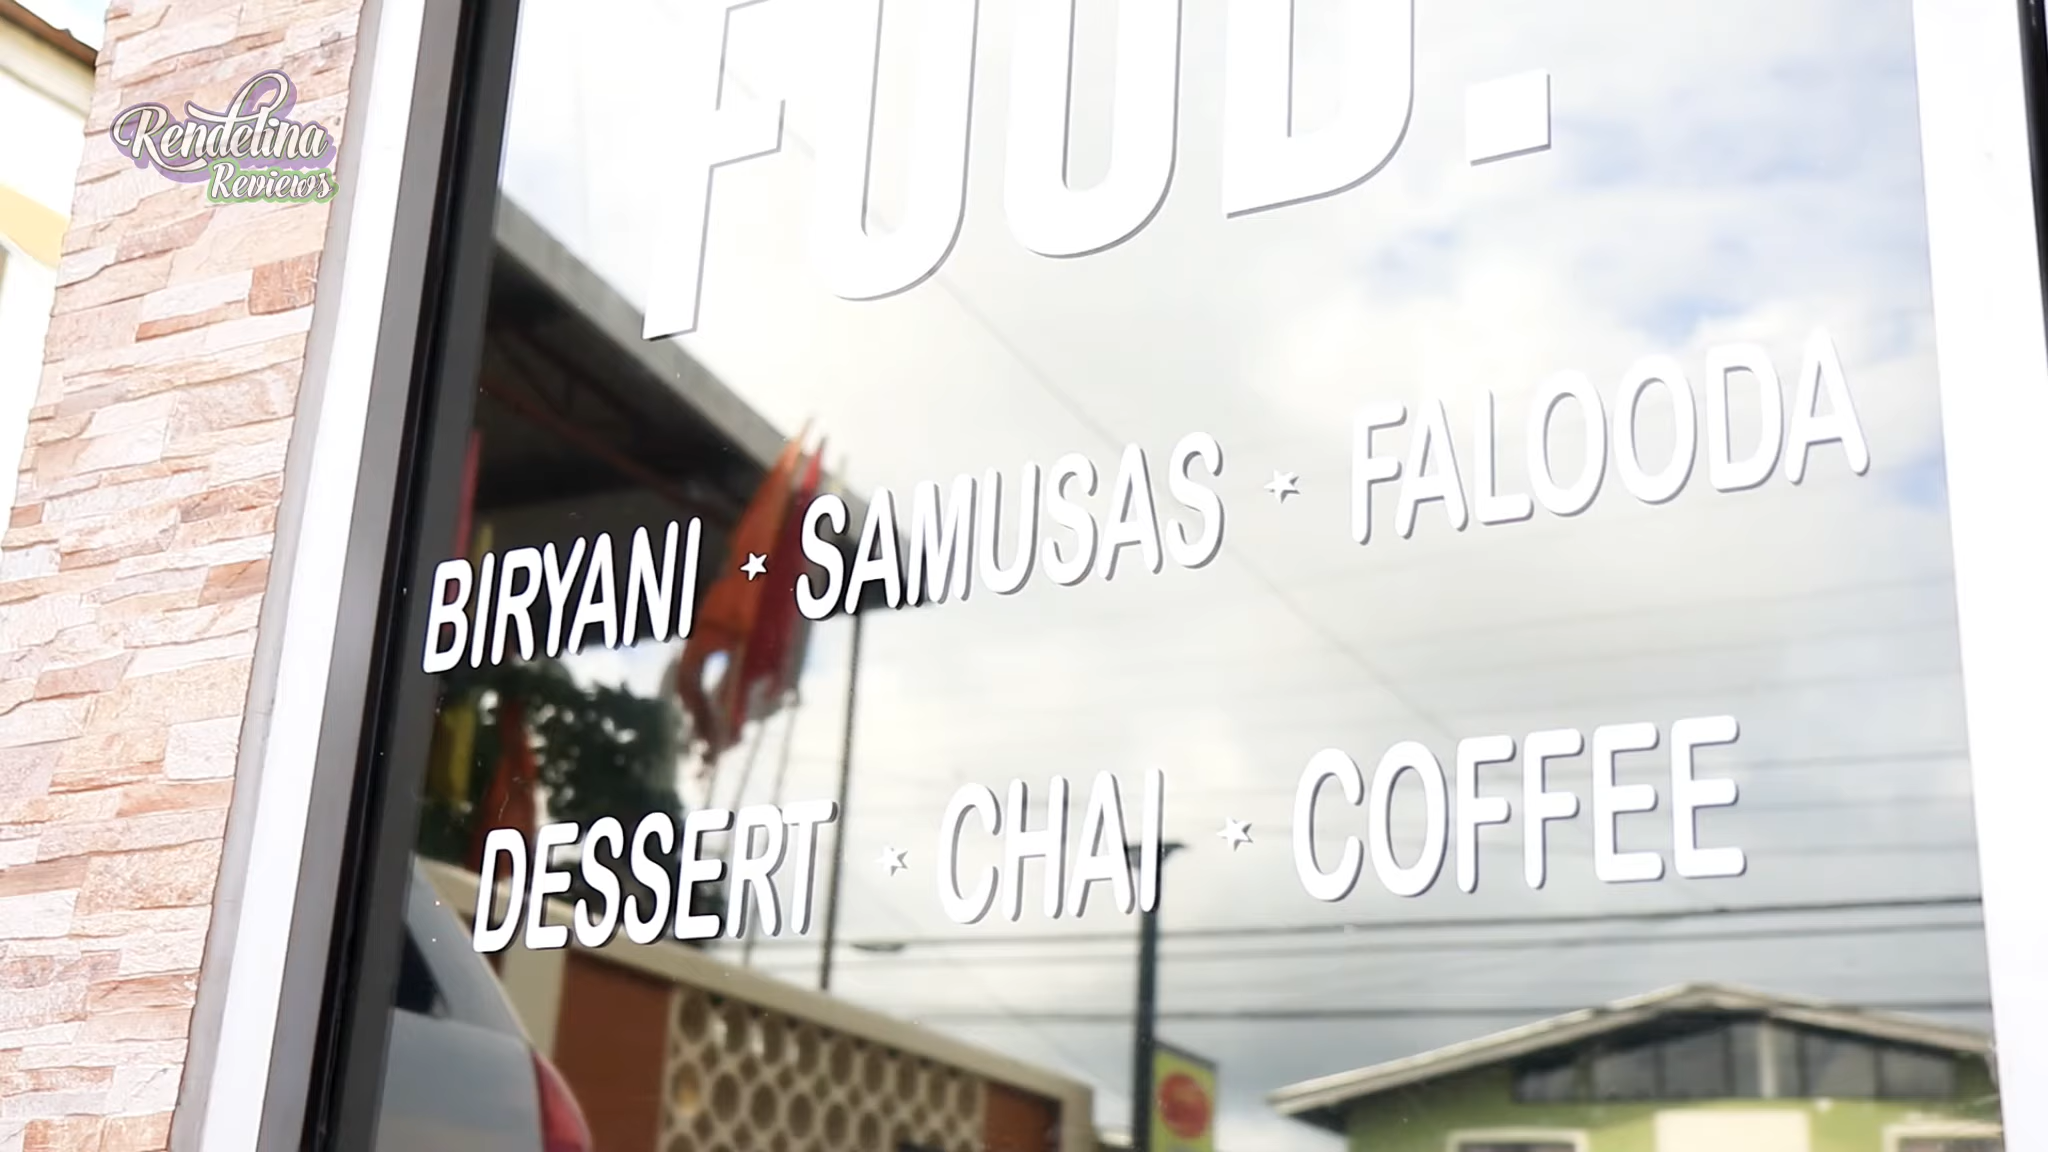 Rendelina
Reviews
FOOD.
BIRYANI ★ SAMUSAS ★ FALOODA
DESSERT ★ CHAI ★ COFFEE